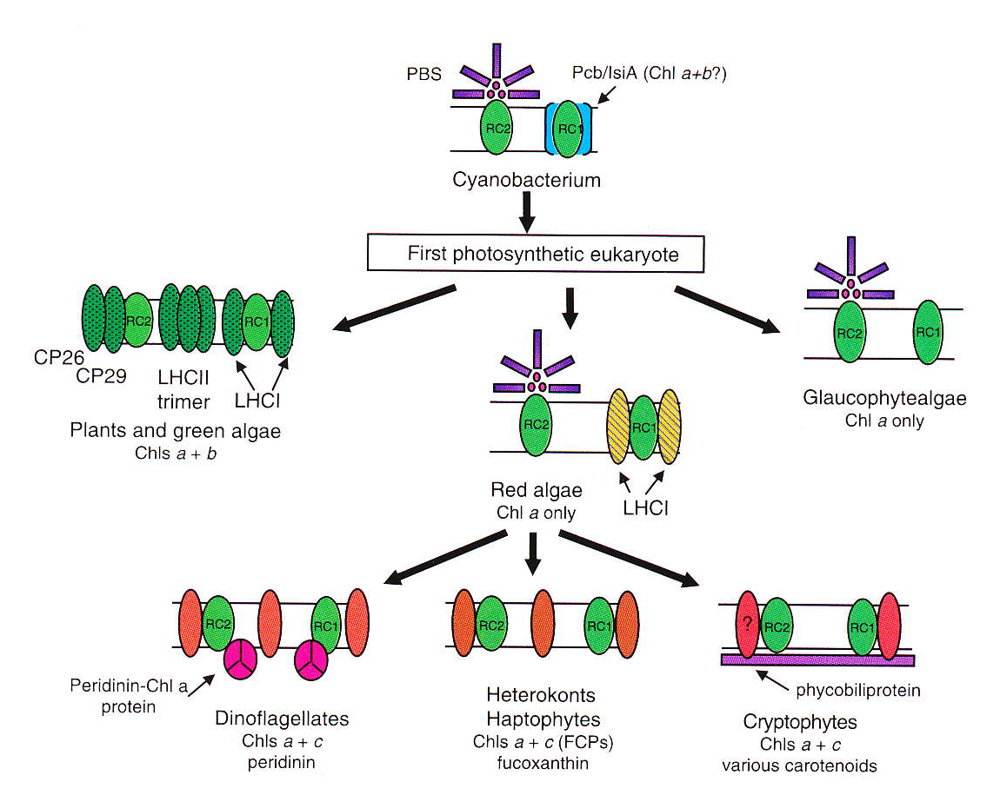 PBS
Pcb/IsiA (Chl a+b?)
RC2
RC1
Cyanobacterium
First photosynthetic eukaryote
RC2
RC1
CP26
CP29
LHCII
trimer
LHCI
Plants and green algae
Chls a + b
RC2
RC1
Glaucophytealgae
Chl a only
RC2
RC1
Red algae
Chl a only
LHCI
RC2
RC1
Peridinin-Chl a
protein
Dinoflagellates
Chls a + c
peridinin
RC2
RC1
Heterokonts
Haptophytes
Chls a + c (FCPs)
fucoxanthin
?
RC2
RC1
phycobiliprotein
Cryptophytes
Chls a + c
various carotenoids